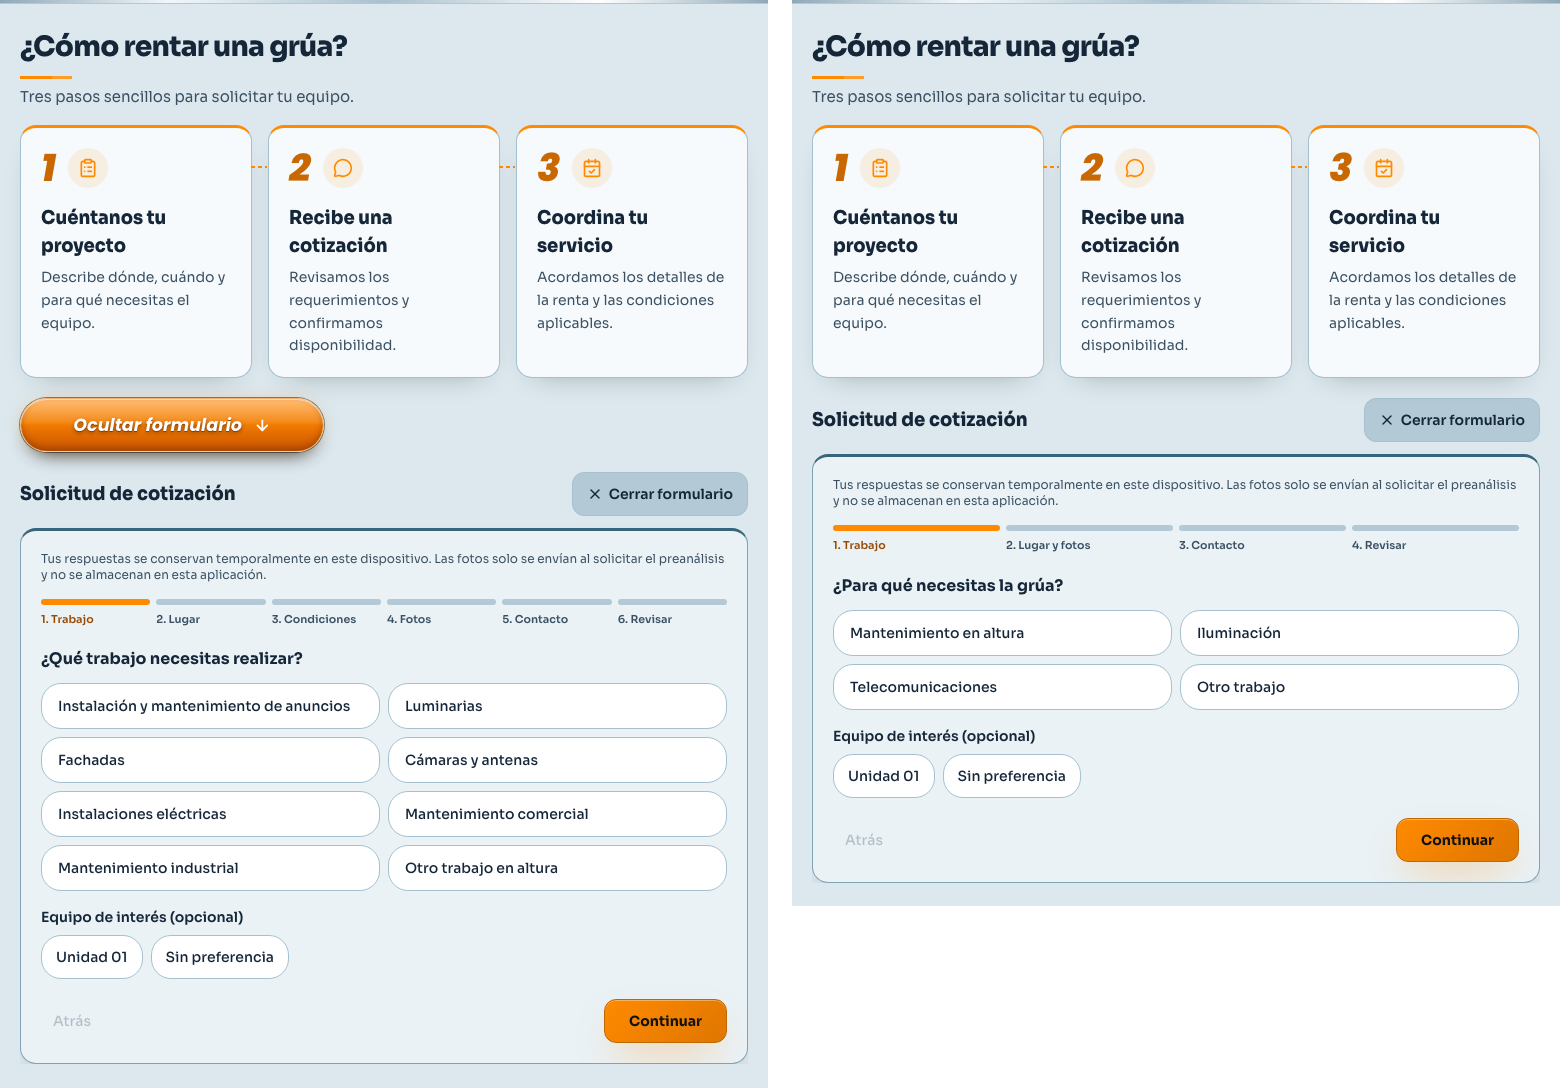 ¿Cómo rentar una grúa?
Tres pasos sencillos para solicitar tu equipo.
1
Cuéntanos tu
proyecto
Describe dónde, cuándo y
para qué necesitas el
equipo.
2
Recibe una
cotización
Revisamos los
requerimientos y
confirmamos
disponibilidad.
3
Coordina tu
servicio
Acordamos los detalles de
la renta y las condiciones
aplicables.
Ocultar formulario
Solicitud de cotización
Cerrar formulario
Tus respuestas se conservan temporalmente en este dispositivo. Las fotos solo se envían al solicitar el preanálisis
y no se almacenan en esta aplicación.
1. Trabajo
2. Lugar
3. Condiciones
4. Fotos
5. Contacto
6. Revisar
¿Qué trabajo necesitas realizar?
Instalación y mantenimiento de anuncios
Luminarias
Fachadas
Cámaras y antenas
Instalaciones eléctricas
Mantenimiento comercial
Mantenimiento industrial
Otro trabajo en altura
Equipo de interés (opcional)
Unidad 01
Sin preferencia
Atrás
Continuar
¿Cómo rentar una grúa?
Tres pasos sencillos para solicitar tu equipo.
1
Cuéntanos tu
proyecto
Describe dónde, cuándo y
para qué necesitas el
equipo.
2
Recibe una
cotización
Revisamos los
requerimientos y
confirmamos
disponibilidad.
3
Coordina tu
servicio
Acordamos los detalles de
la renta y las condiciones
aplicables.
Solicitud de cotización
Cerrar formulario
Tus respuestas se conservan temporalmente en este dispositivo. Las fotos solo se envían al solicitar el preanálisis
y no se almacenan en esta aplicación.
1. Trabajo
2. Lugar y fotos
3. Contacto
4. Revisar
¿Para qué necesitas la grúa?
Mantenimiento en altura
Iluminación
Telecomunicaciones
Otro trabajo
Equipo de interés (opcional)
Unidad 01
Sin preferencia
Atrás
Continuar